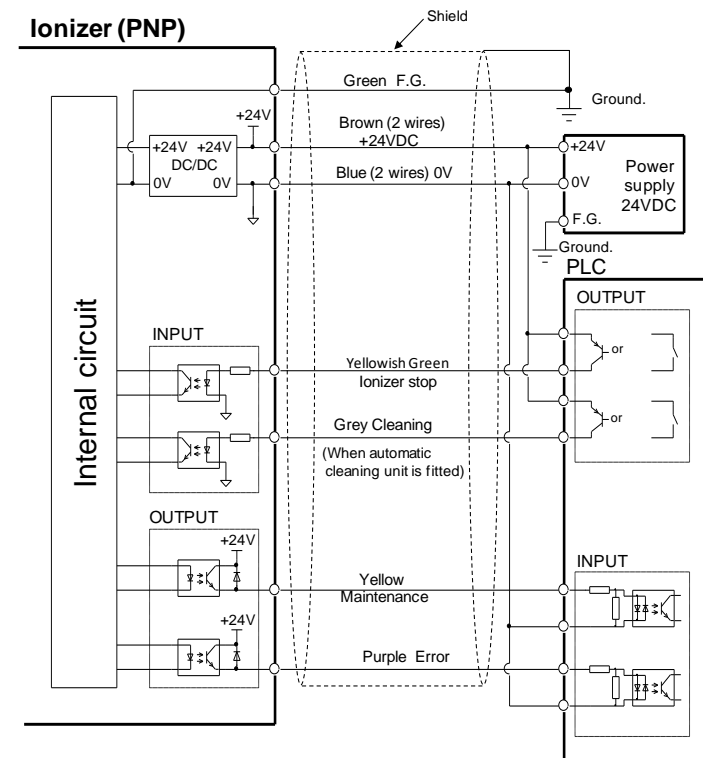 Ionizer (PNP)
Shield
Green F.G.
Ground.
+24V
Brown (2 wires)
+24VDC
+24V +24V
DC/DC
0V 0V
Blue (2 wires) 0V
+24V
0V
F.G.
Power
supply
24VDC
Ground.
PLC
OUTPUT
or
or
Internal circuit
INPUT
Yellowish Green
Ionizer stop
Grey Cleaning
(When automatic
cleaning unit is fitted)
OUTPUT
+24V
+24V
Yellow
Maintenance
Purple Error
INPUT